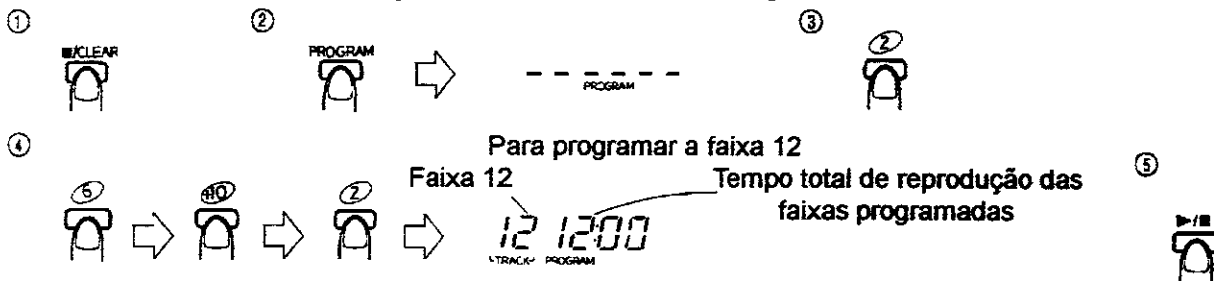 ① ② ③
■/CLEAR PROGRAM 2
- - - - - -
PROGRAM
④ Para programar a faixa 12
Faixa 12 Tempo total de reprodução das ⑤
faixas programadas
5 +10 2 12 12:00 ►/■
TRACK PROGRAM